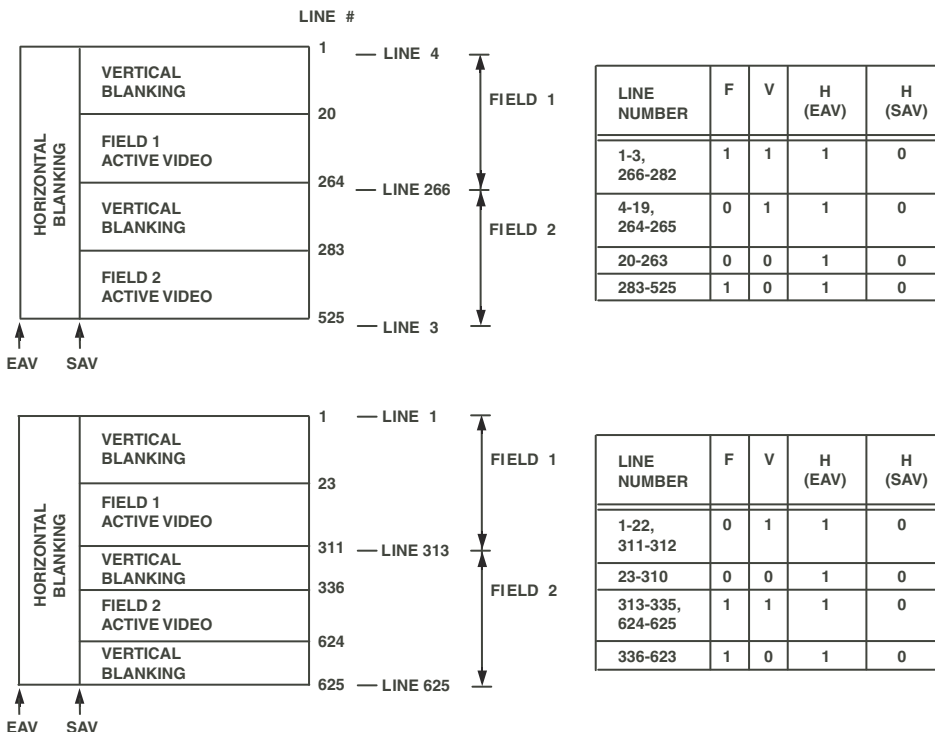 LINE #
1
LINE 4
VERTICAL
BLANKING
FIELD 1
20
FIELD 1
ACTIVE VIDEO
HORIZONTAL
BLANKING
264
LINE 266
VERTICAL
BLANKING
FIELD 2
283
FIELD 2
ACTIVE VIDEO
525
LINE 3
EAV SAV
LINE
NUMBER F V H
(EAV) H
(SAV)
1-3,
266-282 1 1 1 0
4-19,
264-265 0 1 1 0
20-263 0 0 1 0
283-525 1 0 1 0
1
LINE 1
VERTICAL
BLANKING
FIELD 1
23
FIELD 1
ACTIVE VIDEO
HORIZONTAL
BLANKING
311
LINE 313
VERTICAL
BLANKING
336
FIELD 2
FIELD 2
ACTIVE VIDEO
624
VERTICAL
BLANKING
625
LINE 625
EAV SAV
LINE
NUMBER F V H
(EAV) H
(SAV)
1-22,
311-312 0 1 1 0
23-310 0 0 1 0
313-335,
624-625 1 1 1 0
336-623 1 0 1 0